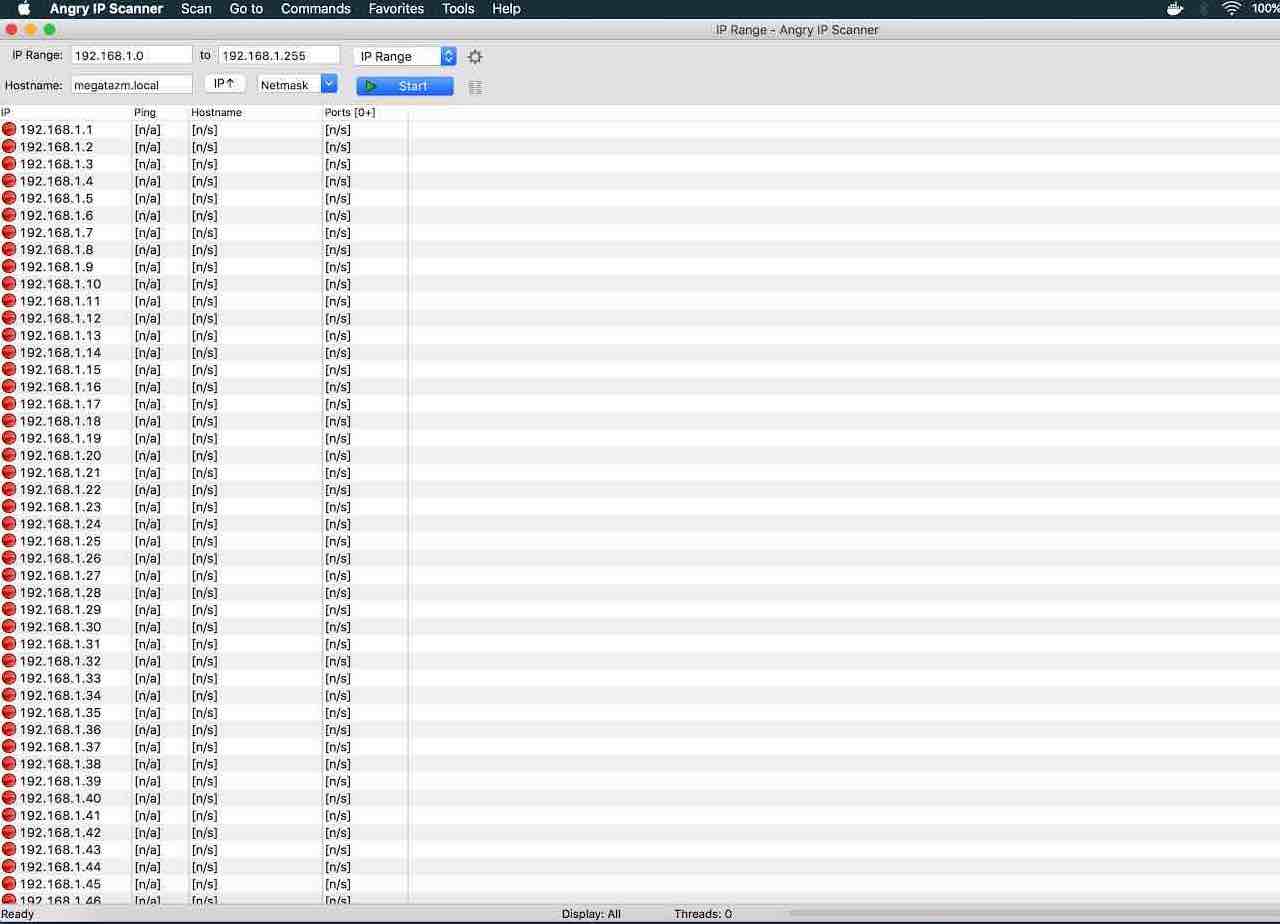 Angry IP Scanner Scan Go to Commands Favorites Tools Help 100%
IP Range - Angry IP Scanner
IP Range: 192.168.1.0 to 192.168.1.255 IP Range
Hostname: megatazm.local IP↑ Netmask Start
IP Ping Hostname Ports [0+]
192.168.1.1 [n/a] [n/s] [n/s]
192.168.1.2 [n/a] [n/s] [n/s]
192.168.1.3 [n/a] [n/s] [n/s]
192.168.1.4 [n/a] [n/s] [n/s]
192.168.1.5 [n/a] [n/s] [n/s]
192.168.1.6 [n/a] [n/s] [n/s]
192.168.1.7 [n/a] [n/s] [n/s]
192.168.1.8 [n/a] [n/s] [n/s]
192.168.1.9 [n/a] [n/s] [n/s]
192.168.1.10 [n/a] [n/s] [n/s]
192.168.1.11 [n/a] [n/s] [n/s]
192.168.1.12 [n/a] [n/s] [n/s]
192.168.1.13 [n/a] [n/s] [n/s]
192.168.1.14 [n/a] [n/s] [n/s]
192.168.1.15 [n/a] [n/s] [n/s]
192.168.1.16 [n/a] [n/s] [n/s]
192.168.1.17 [n/a] [n/s] [n/s]
192.168.1.18 [n/a] [n/s] [n/s]
192.168.1.19 [n/a] [n/s] [n/s]
192.168.1.20 [n/a] [n/s] [n/s]
192.168.1.21 [n/a] [n/s] [n/s]
192.168.1.22 [n/a] [n/s] [n/s]
192.168.1.23 [n/a] [n/s] [n/s]
192.168.1.24 [n/a] [n/s] [n/s]
192.168.1.25 [n/a] [n/s] [n/s]
192.168.1.26 [n/a] [n/s] [n/s]
192.168.1.27 [n/a] [n/s] [n/s]
192.168.1.28 [n/a] [n/s] [n/s]
192.168.1.29 [n/a] [n/s] [n/s]
192.168.1.30 [n/a] [n/s] [n/s]
192.168.1.31 [n/a] [n/s] [n/s]
192.168.1.32 [n/a] [n/s] [n/s]
192.168.1.33 [n/a] [n/s] [n/s]
192.168.1.34 [n/a] [n/s] [n/s]
192.168.1.35 [n/a] [n/s] [n/s]
192.168.1.36 [n/a] [n/s] [n/s]
192.168.1.37 [n/a] [n/s] [n/s]
192.168.1.38 [n/a] [n/s] [n/s]
192.168.1.39 [n/a] [n/s] [n/s]
192.168.1.40 [n/a] [n/s] [n/s]
192.168.1.41 [n/a] [n/s] [n/s]
192.168.1.42 [n/a] [n/s] [n/s]
192.168.1.43 [n/a] [n/s] [n/s]
192.168.1.44 [n/a] [n/s] [n/s]
192.168.1.45 [n/a] [n/s] [n/s]
192.168.1.46 [n/a] [n/s] [n/s]
Ready Display: All Threads: 0